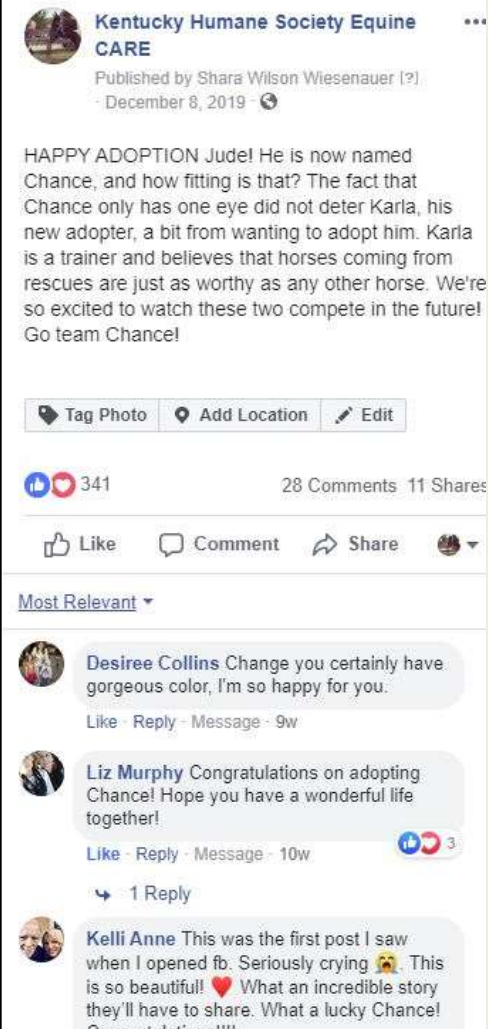 Kentucky Humane Society Equine
CARE
Published by Shara Wilson Wiesenauer [?]
· December 8, 2019 ·
HAPPY ADOPTION Jude! He is now named
Chance, and how fitting is that? The fact that
Chance only has one eye did not deter Karla, his
new adopter, a bit from wanting to adopt him. Karla
is a trainer and believes that horses coming from
rescues are just as worthy as any other horse. We're
so excited to watch these two compete in the future!
Go team Chance!
Tag Photo Add Location Edit
341 28 Comments 11 Shares
Like Comment Share
Most Relevant
Desiree Collins Change you certainly have
gorgeous color, I'm so happy for you.
Like · Reply · Message · 9w
Liz Murphy Congratulations on adopting
Chance! Hope you have a wonderful life
together!
3
Like · Reply · Message · 10w
1 Reply
Kelli Anne This was the first post I saw
when I opened fb. Seriously crying 😭. This
is so beautiful! ❤️ What an incredible story
they'll have to share. What a lucky Chance!